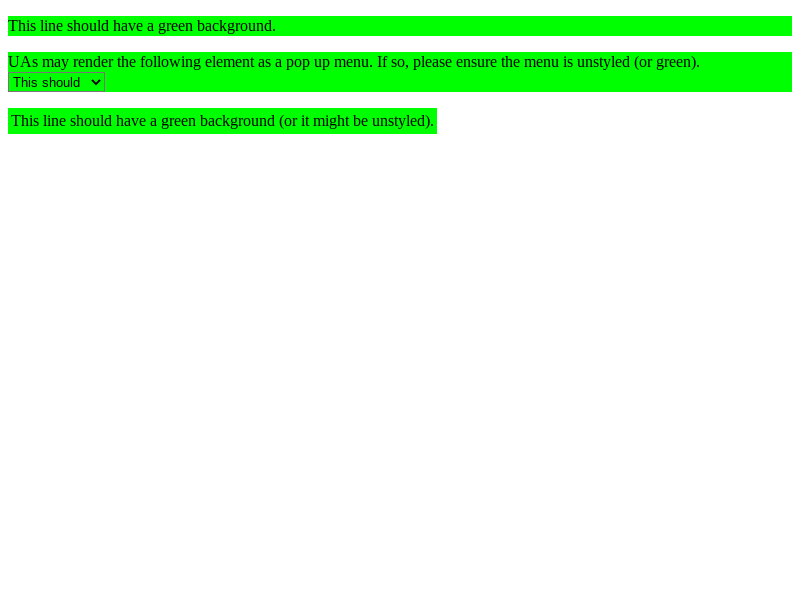 This line should have a green background.
UAs may render the following element as a pop up menu. If so, please ensure the menu is unstyled (or green).
This should
This line should have a green background (or it might be unstyled).